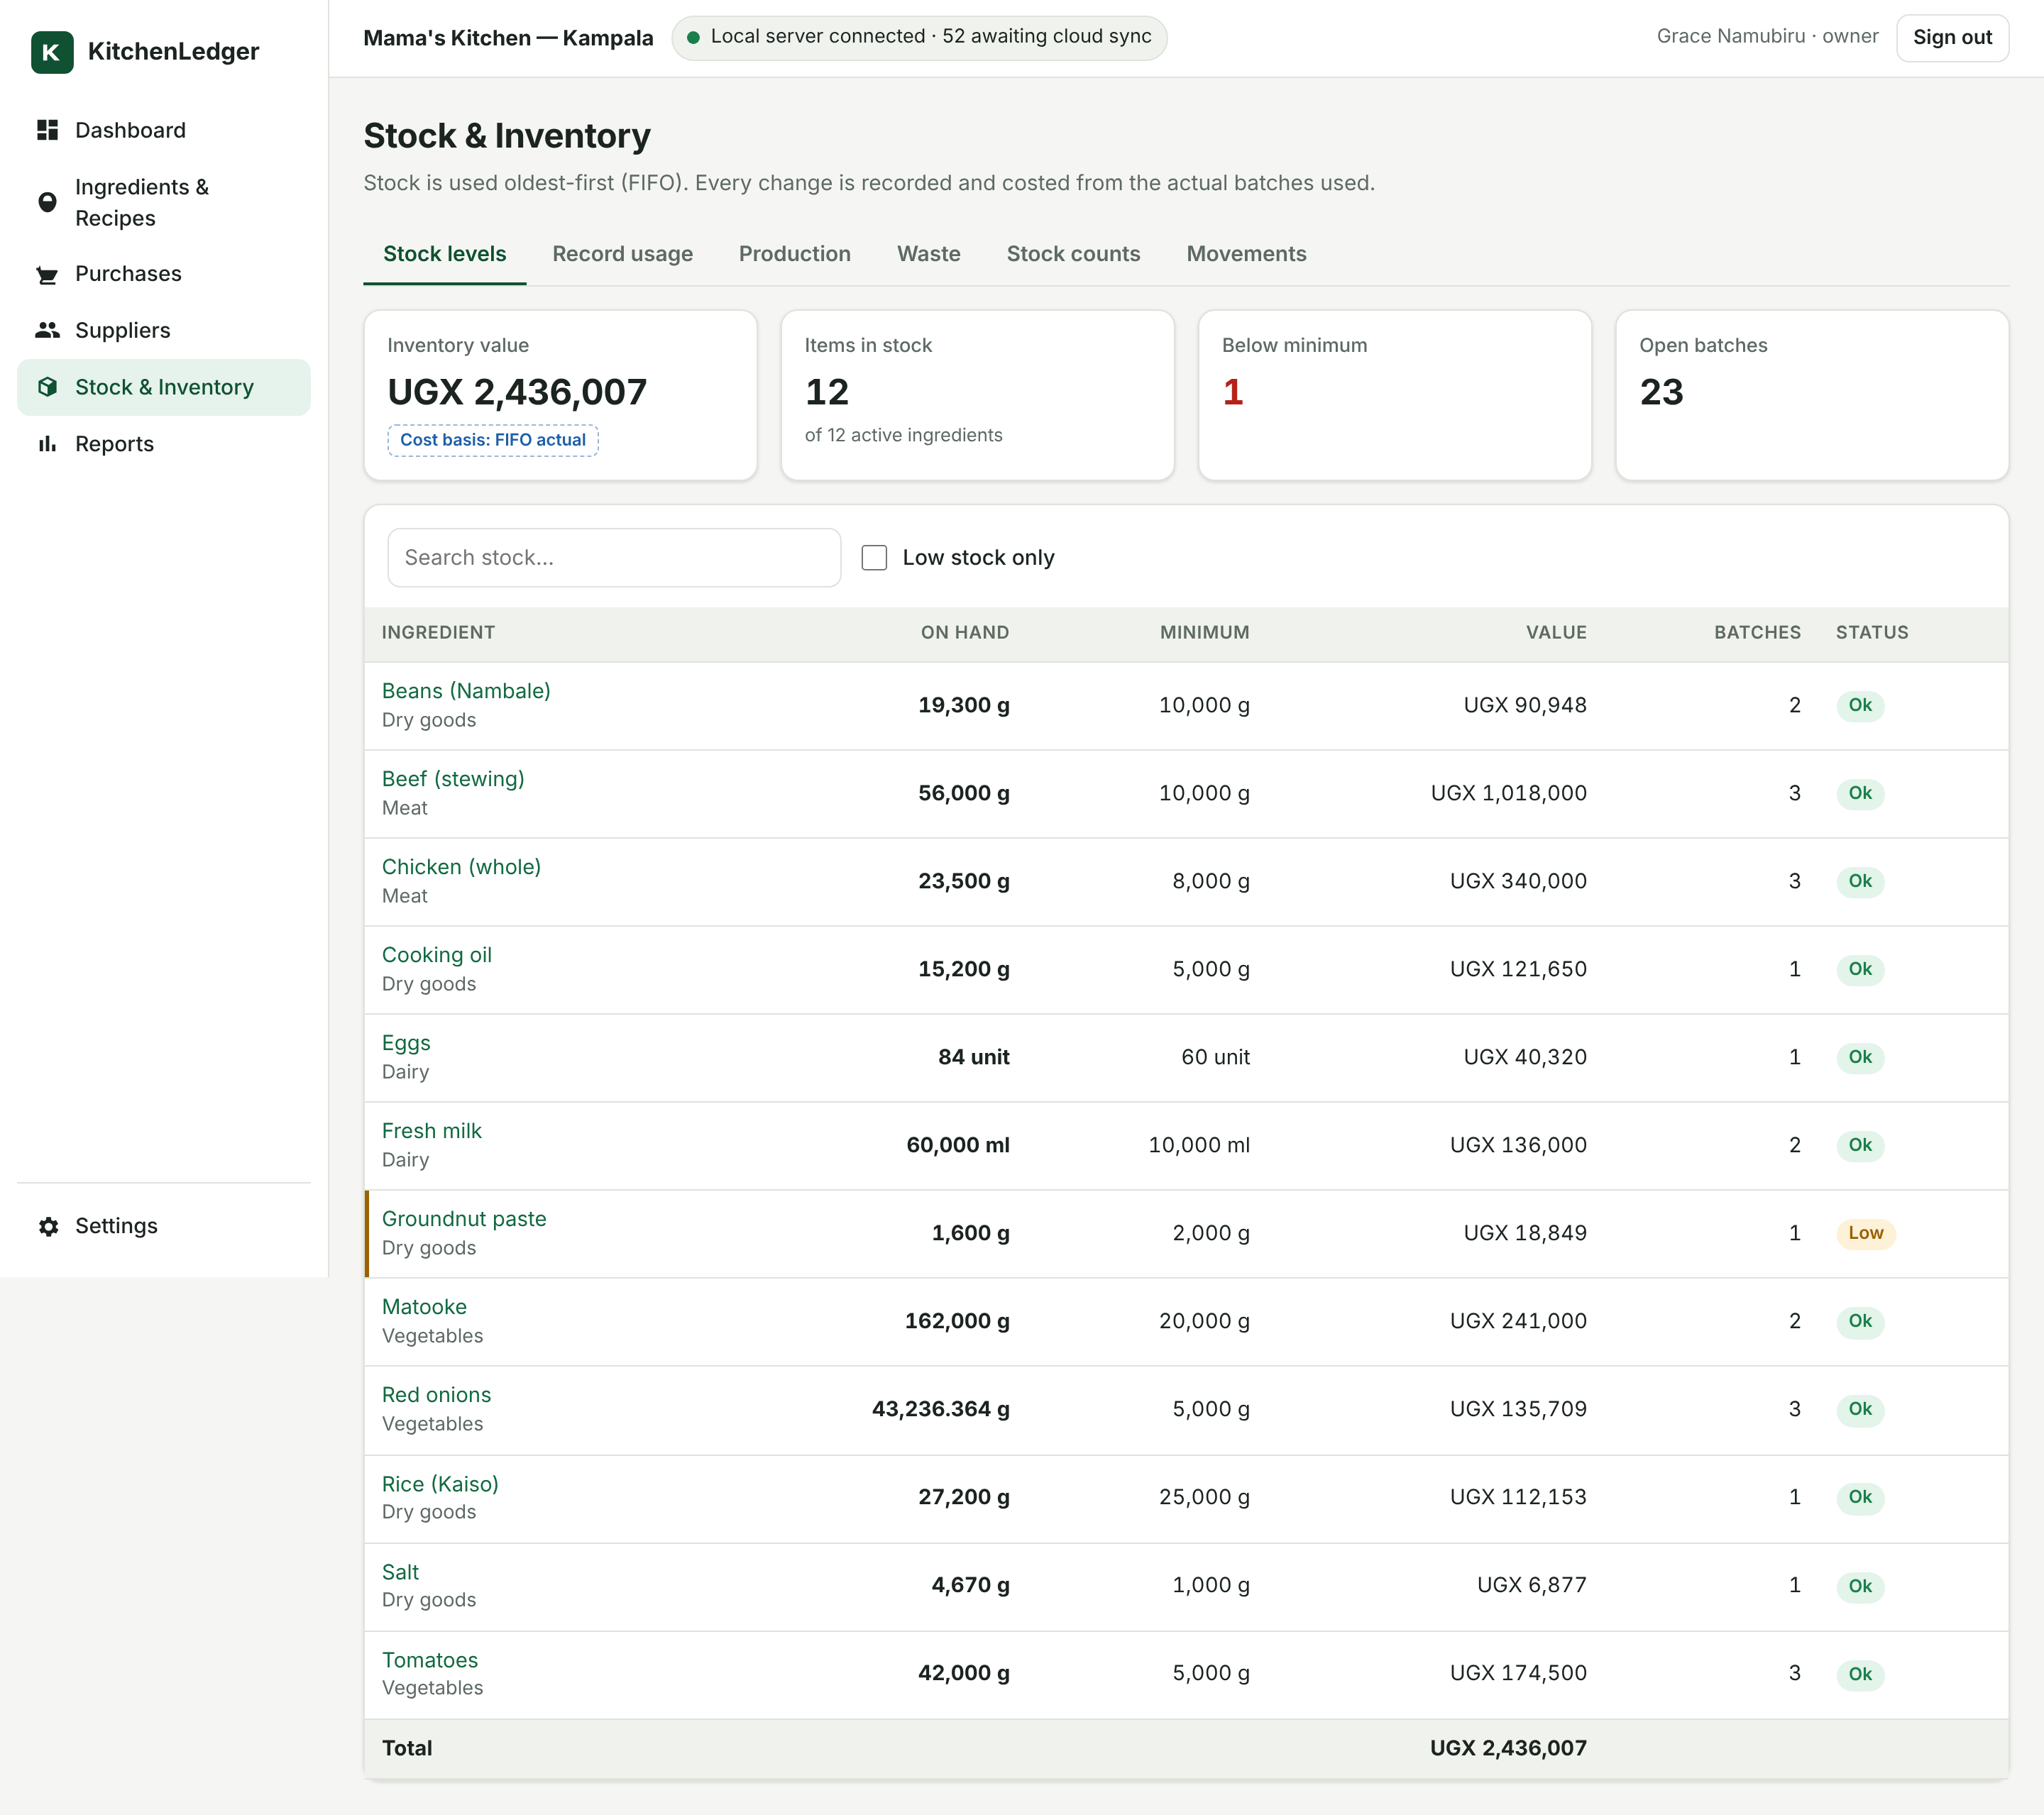 K KitchenLedger
Dashboard
Ingredients &
Recipes
Purchases
Suppliers
Stock & Inventory
Reports
Settings
Mama's Kitchen — Kampala
Local server connected · 52 awaiting cloud sync
Grace Namubiru · owner
Sign out
Stock & Inventory
Stock is used oldest-first (FIFO). Every change is recorded and costed from the actual batches used.
Stock levels Record usage Production Waste Stock counts Movements
Inventory value
UGX 2,436,007
Cost basis: FIFO actual
Items in stock
12
of 12 active ingredients
Below minimum
1
Open batches
23
Search stock...
Low stock only
INGREDIENT ON HAND MINIMUM VALUE BATCHES STATUS
Beans (Nambale)
Dry goods
19,300 g 10,000 g UGX 90,948 2 Ok
Beef (stewing)
Meat
56,000 g 10,000 g UGX 1,018,000 3 Ok
Chicken (whole)
Meat
23,500 g 8,000 g UGX 340,000 3 Ok
Cooking oil
Dry goods
15,200 g 5,000 g UGX 121,650 1 Ok
Eggs
Dairy
84 unit 60 unit UGX 40,320 1 Ok
Fresh milk
Dairy
60,000 ml 10,000 ml UGX 136,000 2 Ok
Groundnut paste
Dry goods
1,600 g 2,000 g UGX 18,849 1 Low
Matooke
Vegetables
162,000 g 20,000 g UGX 241,000 2 Ok
Red onions
Vegetables
43,236.364 g 5,000 g UGX 135,709 3 Ok
Rice (Kaiso)
Dry goods
27,200 g 25,000 g UGX 112,153 1 Ok
Salt
Dry goods
4,670 g 1,000 g UGX 6,877 1 Ok
Tomatoes
Vegetables
42,000 g 5,000 g UGX 174,500 3 Ok
Total UGX 2,436,007